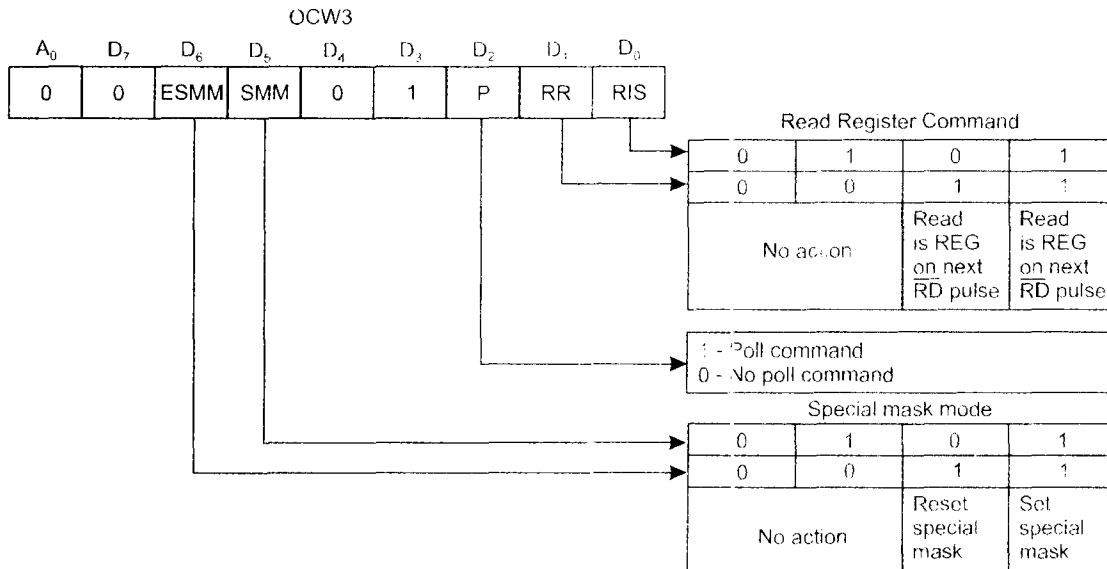 OCW3
A0 D7 D6 D5 D4 D3 D2 D1 D0
0 0 ESMM SMM 0 1 P RR RIS
Read Register Command
0 1 0 1
0 0 1 1
No action
Read
is REG
on next
R̅D̅ pulse
Read
is REG
on next
R̅D̅ pulse
1 - Poll command
0 - No poll command
Special mask mode
0 1 0 1
0 0 1 1
No action
Reset
special
mask
Set
special
mask